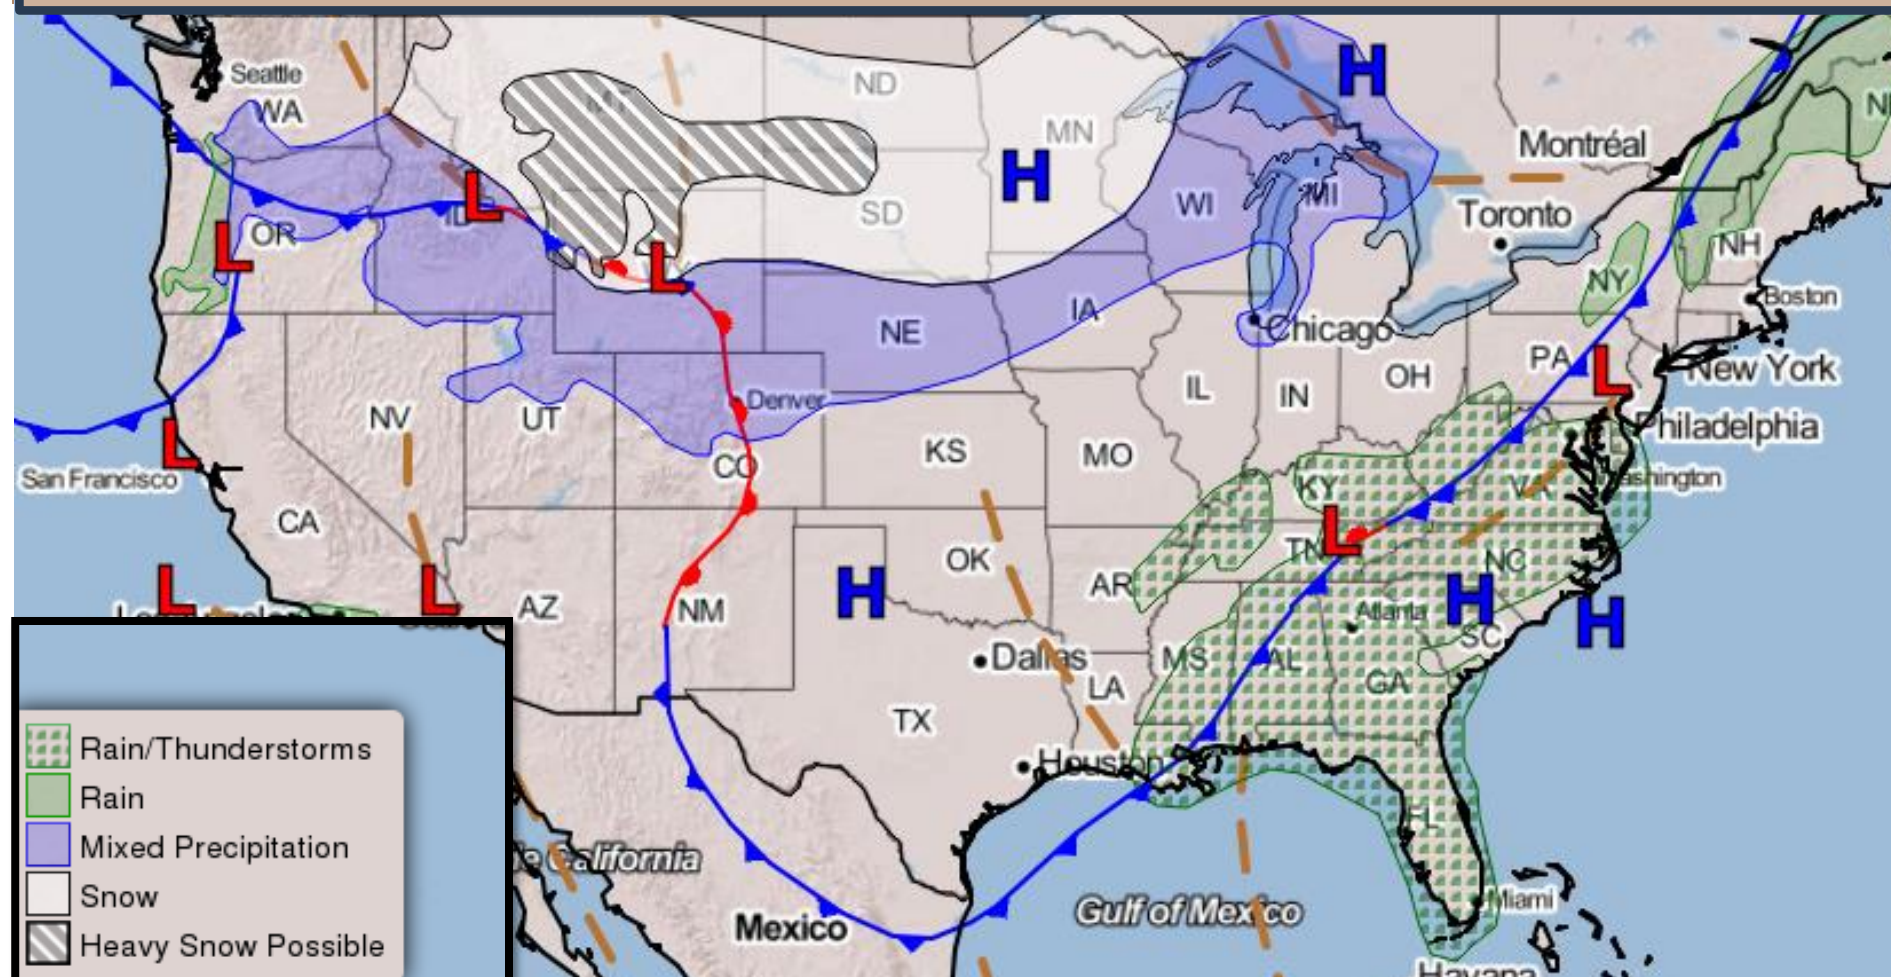 ND
Seattle
WA
MN
Montréal
MI
WI
SD
Toronto
ID
OR
NH
NY
Boston
IA
NE
Chicago
PA
New York
IL
OH
IN
Denver
NV
UT
Philadelphia
KS
MO
CO
San Francisco
KY
VA
Washington
CA
TN
OK
NC
AR
AZ
NM
Atlanta
SC
Dallas
MS
AL
LA
GA
TX
Houston
FL
California
Miami
Gulf of Mexico
Mexico
Havana
H
H
H
H
H
L
L
L
L
L
L
L
L
Rain/Thunderstorms
Rain
Mixed Precipitation
Snow
Heavy Snow Possible